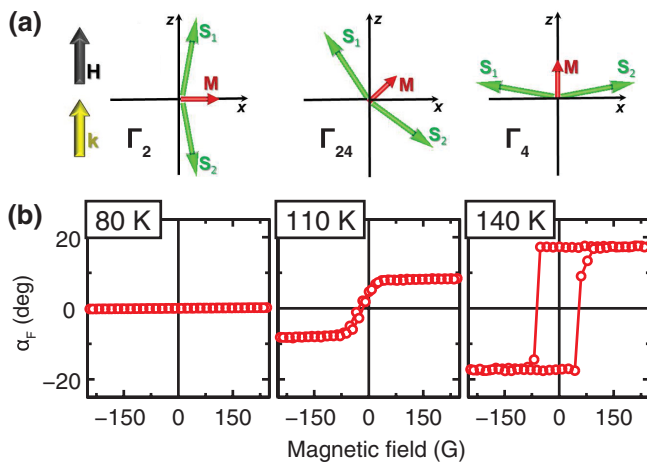 (a)
H
k
z
S₁
M
x
S₂
Γ₂
z
S₁
M
x
S₂
Γ₂₄
z
S₁
M
S₂
x
Γ₄
(b)
80 K 110 K 140 K
20
0
−20
α_F (deg)
−150 0 150 −150 0 150 −150 0 150
Magnetic field (G)